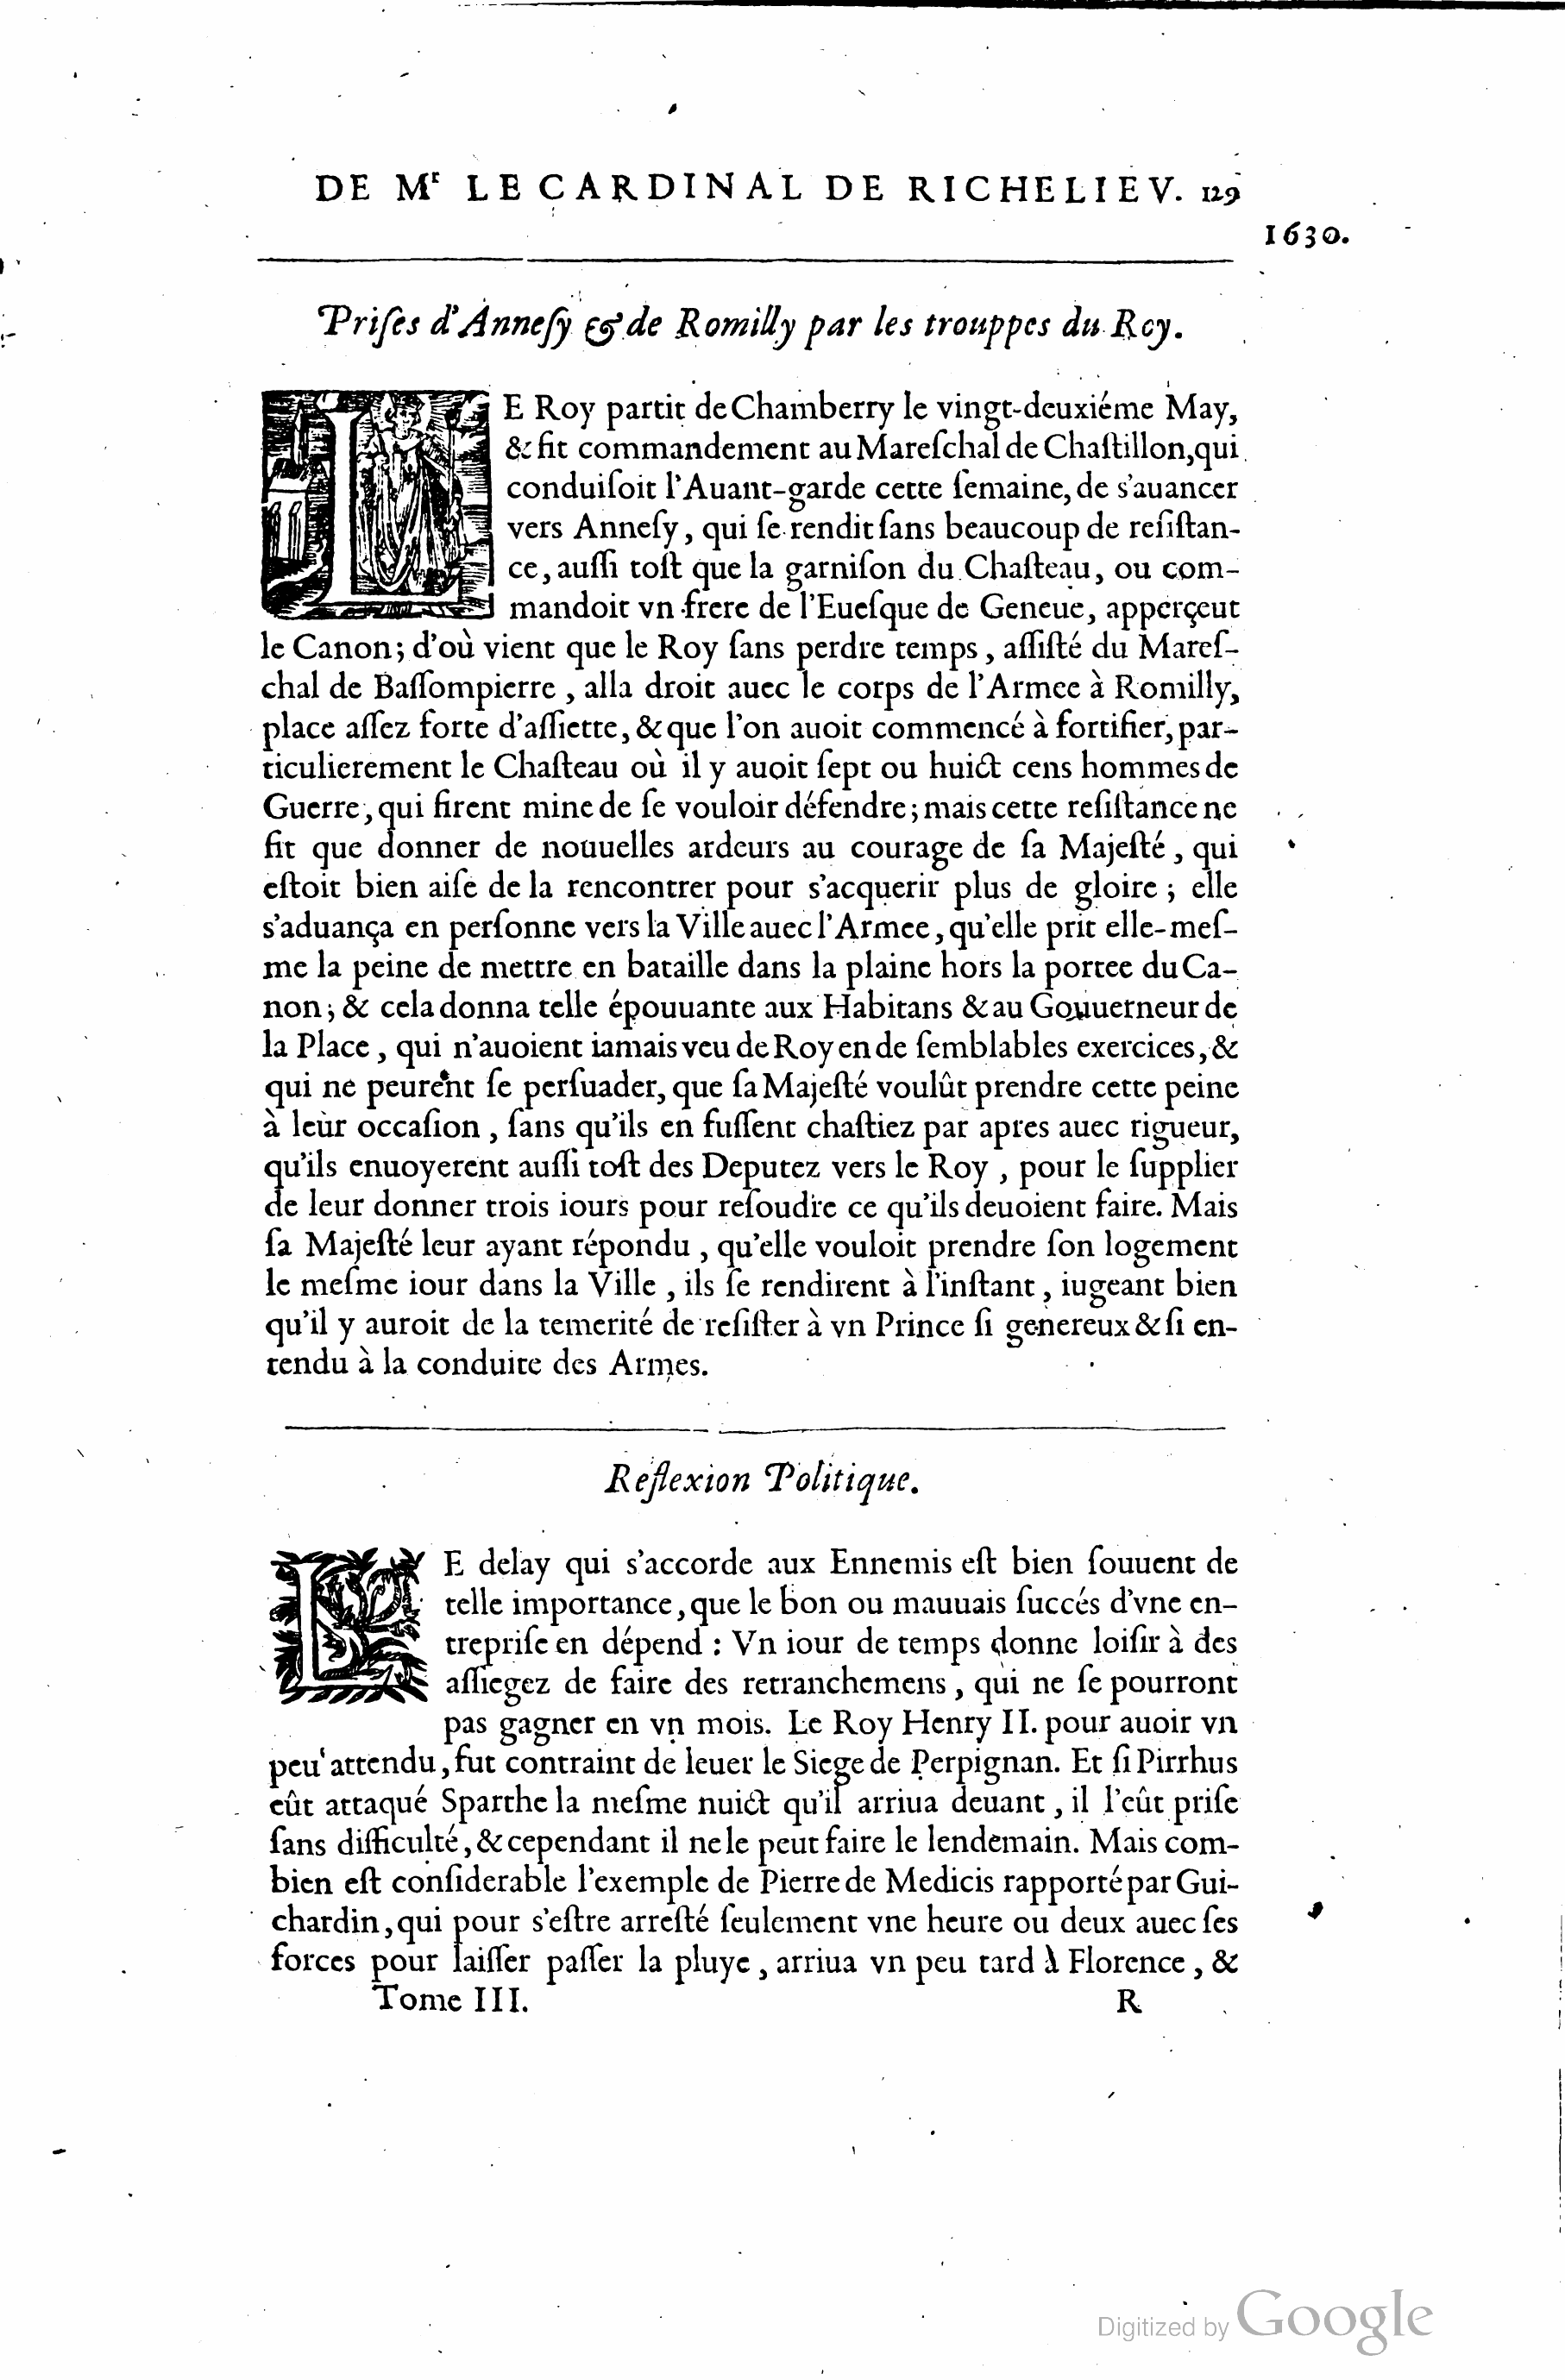 DE Mr LE CARDINAL DE RICHELIEV. 129
1630.
Priſes d'Anneſy & de Romilly par les trouppes du Roy.
LE Roy partit de Chamberry le vingt-deuxiéme May,
& fit commandement au Mareſchal de Chaſtillon, qui
conduiſoit l'Auant-garde cette ſemaine, de s'auancer
vers Anneſy, qui ſe rendit ſans beaucoup de reſiſtan-
ce, auſſi toſt que la garniſon du Chaſteau, ou com-
mandoit vn frere de l'Eueſque de Geneue, apperçeut
le Canon; d'où vient que le Roy ſans perdre temps, aſſiſté du Mareſ-
chal de Baſſompierre, alla droit auec le corps de l'Armee à Romilly,
place aſſez forte d'aſſiette, & que l'on auoit commencé à fortifier, par-
ticulierement le Chaſteau où il y auoit ſept ou huict cens hommes de
Guerre, qui firent mine de ſe vouloir défendre; mais cette reſiſtance ne
fit que donner de nouuelles ardeurs au courage de ſa Majeſté, qui
eſtoit bien aiſe de la rencontrer pour s'acquerir plus de gloire; elle
s'aduança en perſonne vers la Ville auec l'Armee, qu'elle prit elle-meſ-
me la peine de mettre en bataille dans la plaine hors la portee du Ca-
non; & cela donna telle épouuante aux Habitans & au Gouuerneur de
la Place, qui n'auoient iamais veu de Roy en de ſemblables exercices, &
qui ne peurent ſe perſuader, que ſa Majeſté voulût prendre cette peine
à leur occaſion, ſans qu'ils en fuſſent chaſtiez par apres auec rigueur,
qu'ils enuoyerent auſſi toſt des Deputez vers le Roy, pour le ſupplier
de leur donner trois iours pour reſoudre ce qu'ils deuoient faire. Mais
ſa Majeſté leur ayant répondu, qu'elle vouloit prendre ſon logement
le meſme iour dans la Ville, ils ſe rendirent à l'inſtant, iugeant bien
qu'il y auroit de la temerité de reſiſter à vn Prince ſi genereux & ſi en-
tendu à la conduite des Armes.
Reflexion Politique.
LE delay qui s'accorde aux Ennemis eſt bien ſouuent de
telle importance, que le bon ou mauuais ſuccés d'vne en-
trepriſe en dépend : Vn iour de temps donne loiſir à des
aſſiegez de faire des retranchemens, qui ne ſe pourront
pas gagner en vn mois. Le Roy Henry II. pour auoir vn
peu attendu, fut contraint de leuer le Siege de Perpignan. Et ſi Pirrhus
eût attaqué Sparthe la meſme nuict qu'il arriua deuant, il l'eût priſe
ſans difficulté, & cependant il ne le peut faire le lendemain. Mais com-
bien eſt conſiderable l'exemple de Pierre de Medicis rapporté par Gui-
chardin, qui pour s'eſtre arreſté ſeulement vne heure ou deux auec ſes
forces pour laiſſer paſſer la pluye, arriua vn peu tard à Florence, &
Tome III. R
Digitized by Google